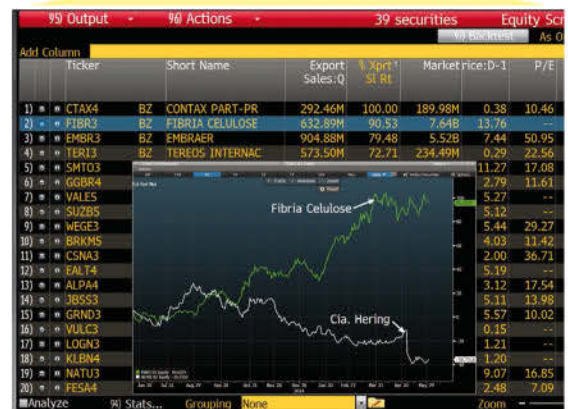 95) Output 96) Actions 39 securities Equity Scr
97) Backtest As O
Add Column
Ticker Short Name Export Sales:Q % Xprt Sl Rt Market rice:D-1 P/E
1) CTAX4 BZ CONTAX PART-PR 292.46M 100.00 189.98M 0.38 10.46
2) FIBR3 BZ FIBRIA CELULOSE 632.89M 90.53 7.64B 13.76 --
3) EMBR3 BZ EMBRAER 904.88M 79.48 5.52B 7.44 50.95
4) TERI3 BZ TEREOS INTERNAC 573.50M 72.71 234.49M 0.29 22.56
5) SMTO3 11.27 17.08
6) GGBR4 2.79 11.61
7) VALE5 5.27 --
8) SUZB5 5.12 --
9) WEGE3 5.44 29.27
10) BRKM5 4.03 11.42
11) CSNA3 2.00 36.71
12) EALT4 5.19 --
13) ALPA4 3.12 17.54
14) JBSS3 5.11 13.98
15) GRND3 5.57 10.02
16) VULC3 0.15 --
17) LOGN3 1.21 --
18) KLBN4 1.20 --
19) NATU3 9.07 16.85
20) FESA4 2.48 7.09
Fibria Celulose
Cia. Hering
Analyze 94) Stats... Grouping None Zoom